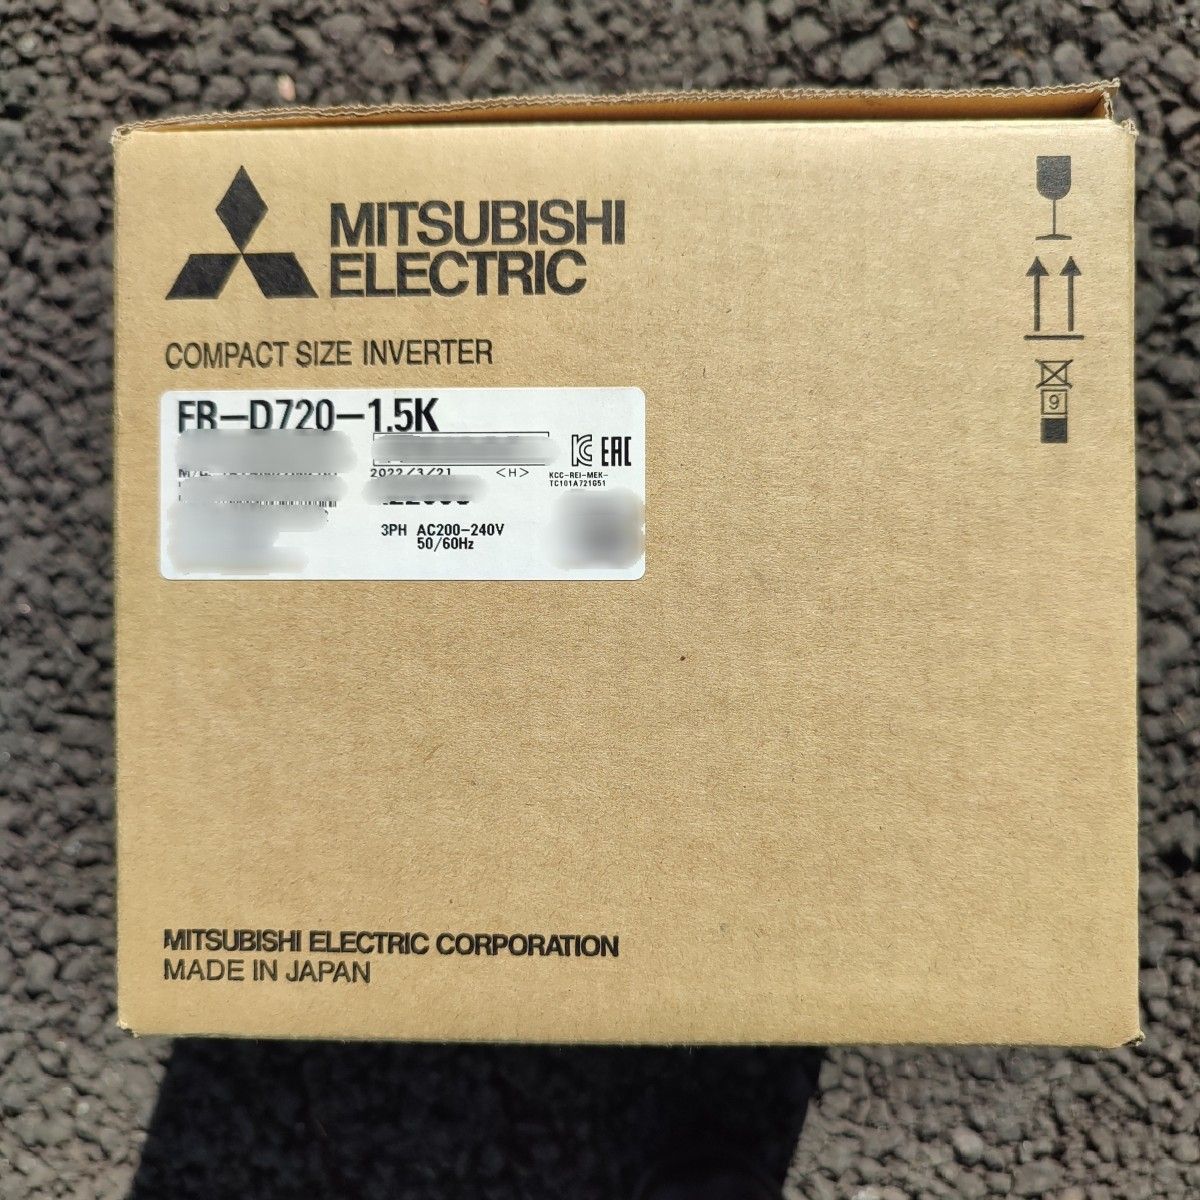 MITSUBISHI
ELECTRIC
COMPACT SIZE INVERTER
FR-D720-1.5K
2022/3/21 <H>
EAC
KCC-REI-MEK-
TC101A721G51
3PH AC200-240V
50/60Hz
9
MITSUBISHI ELECTRIC CORPORATION
MADE IN JAPAN